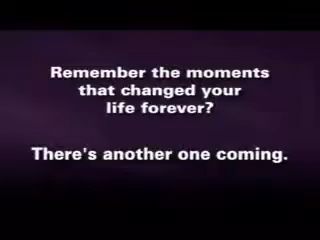 Remember the moments
that changed your
life forever?
There's another one coming.